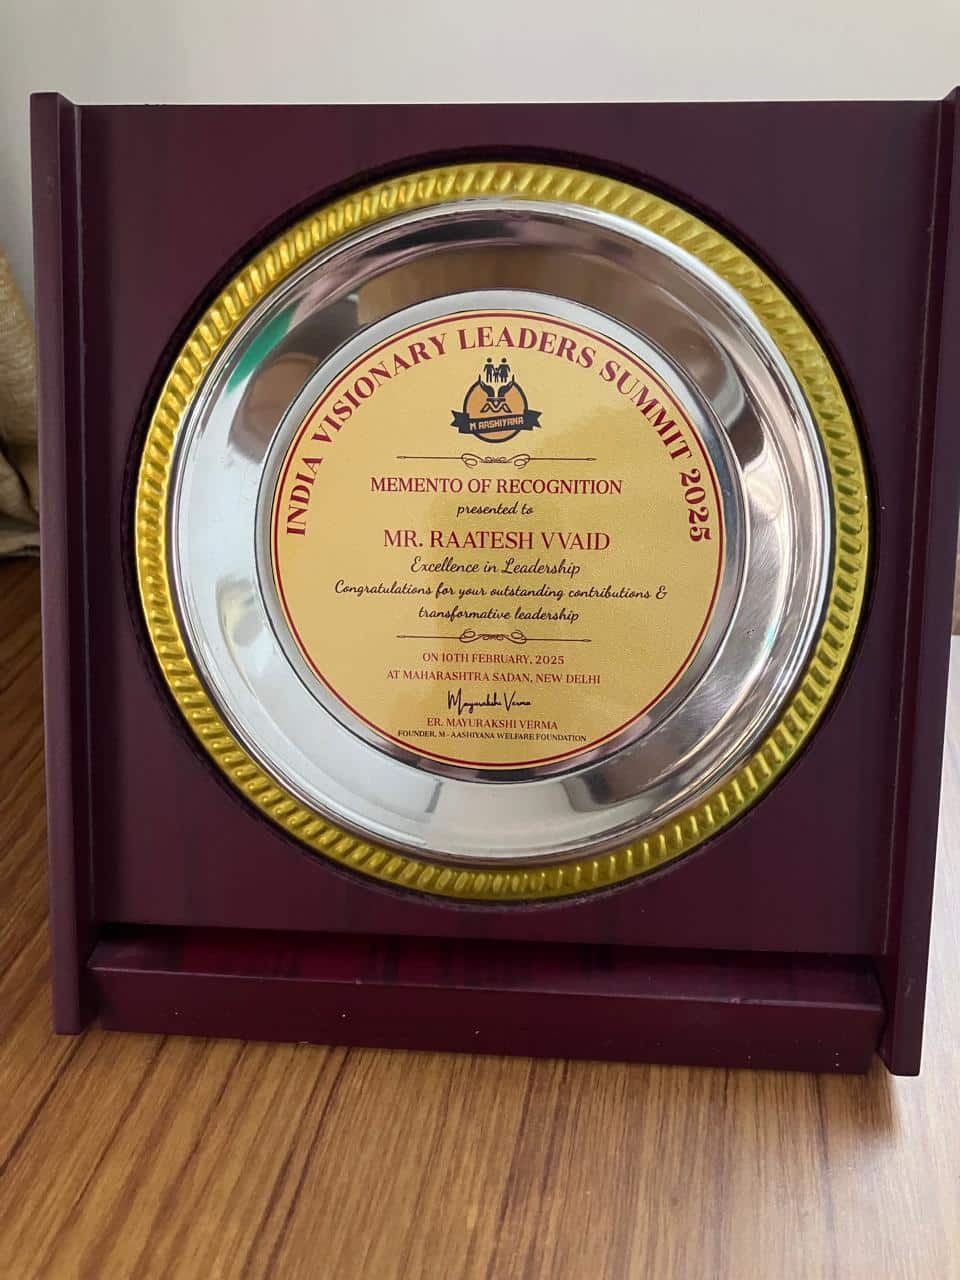 INDIA VISIONARY LEADERS SUMMIT 2025
M AASHIYANA
MEMENTO OF RECOGNITION
presented to
MR. RAATESH VVAID
Excellence in Leadership
Congratulations for your outstanding contributions &
transformative leadership
ON 10TH FEBRUARY, 2025
AT MAHARASHTRA SADAN, NEW DELHI
Mayurakshi Verma
ER. MAYURAKSHI VERMA
FOUNDER, M - AASHIYANA WELFARE FOUNDATION